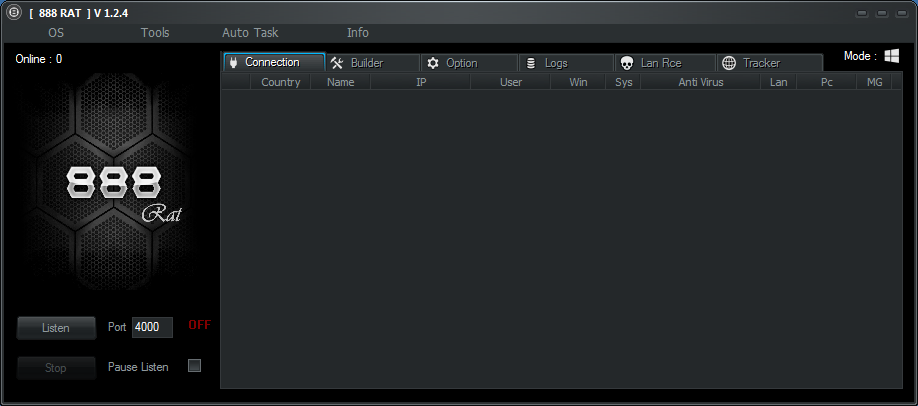 [ 888 RAT ] V 1.2.4
OS Tools Auto Task Info
Online : 0
Connection Builder Option Logs Lan Rce Tracker Mode :
Country Name IP User Win Sys Anti Virus Lan Pc MG
888
Rat
Listen Port 4000 OFF
Stop Pause Listen